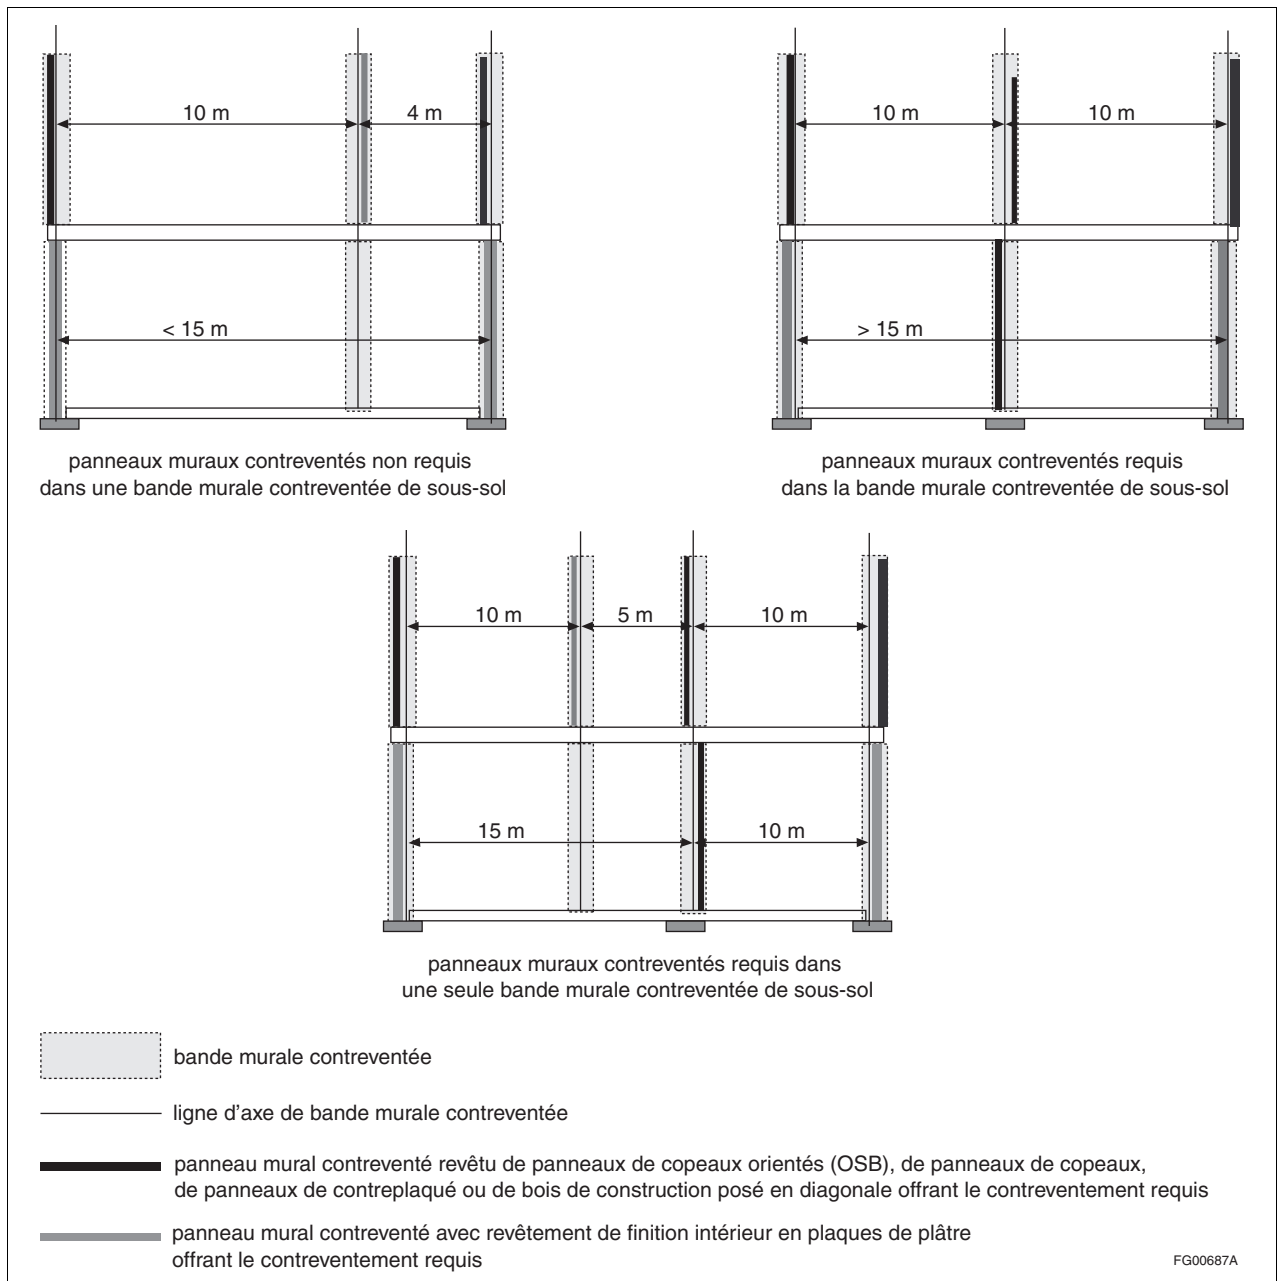 10 m
4 m
< 15 m
panneaux muraux contreventés non requis
dans une bande murale contreventée de sous-sol
10 m
10 m
> 15 m
panneaux muraux contreventés requis
dans la bande murale contreventée de sous-sol
10 m
5 m
10 m
15 m
10 m
panneaux muraux contreventés requis dans
une seule bande murale contreventée de sous-sol
bande murale contreventée
ligne d'axe de bande murale contreventée
panneau mural contreventé revêtu de panneaux de copeaux orientés (OSB), de panneaux de copeaux,
de panneaux de contreplaqué ou de bois de construction posé en diagonale offrant le contreventement requis
panneau mural contreventé avec revêtement de finition intérieur en plaques de plâtre
offrant le contreventement requis
FG00687A